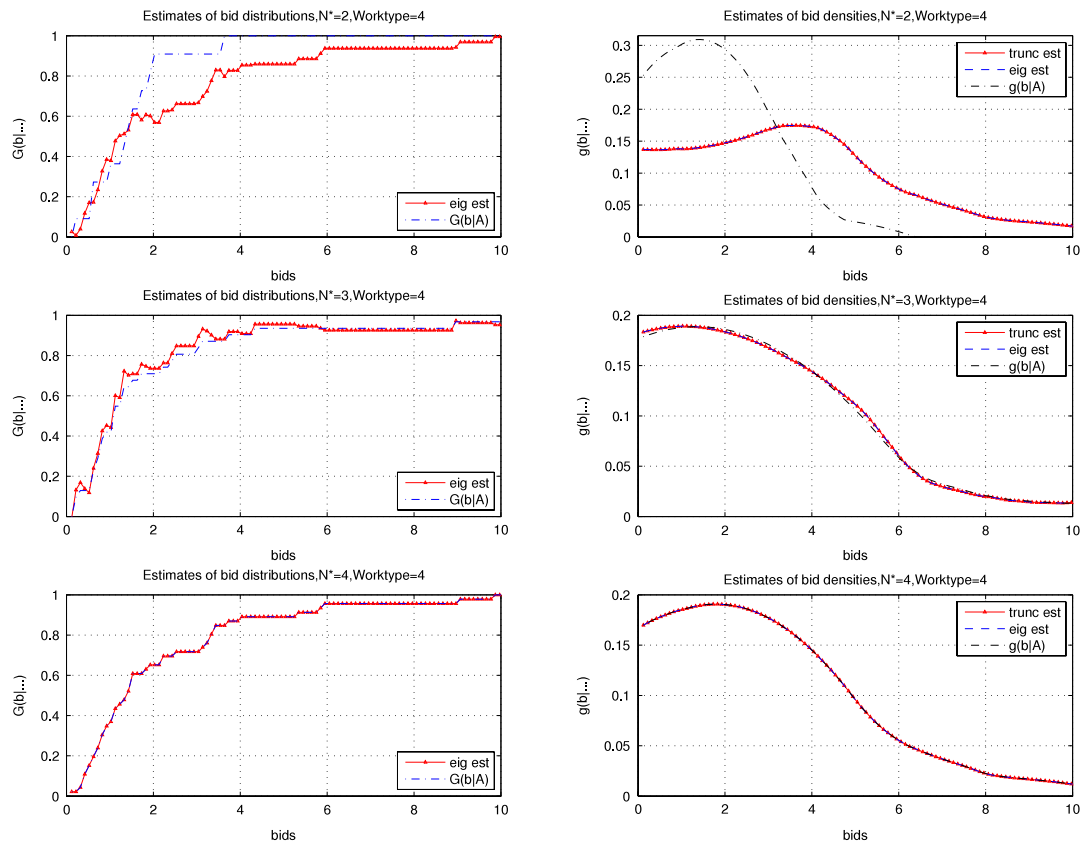 Estimates of bid distributions,N*=2,Worktype=4
1
0.8
0.6
0.4
0.2
0
G(b|...)
eig est
G(b|A)
0 2 4 6 8 10
bids
Estimates of bid densities,N*=2,Worktype=4
0.3
0.25
0.2
0.15
0.1
0.05
0
g(b|...)
trunc est
eig est
g(b|A)
0 2 4 6 8 10
bids
Estimates of bid distributions,N*=3,Worktype=4
1
0.8
0.6
0.4
0.2
0
G(b|...)
eig est
G(b|A)
0 2 4 6 8 10
bids
Estimates of bid densities,N*=3,Worktype=4
0.2
0.15
0.1
0.05
0
g(b|...)
trunc est
eig est
g(b|A)
0 2 4 6 8 10
bids
Estimates of bid distributions,N*=4,Worktype=4
1
0.8
0.6
0.4
0.2
0
G(b|...)
eig est
G(b|A)
0 2 4 6 8 10
bids
Estimates of bid densities,N*=4,Worktype=4
0.2
0.15
0.1
0.05
0
g(b|...)
trunc est
eig est
g(b|A)
0 2 4 6 8 10
bids